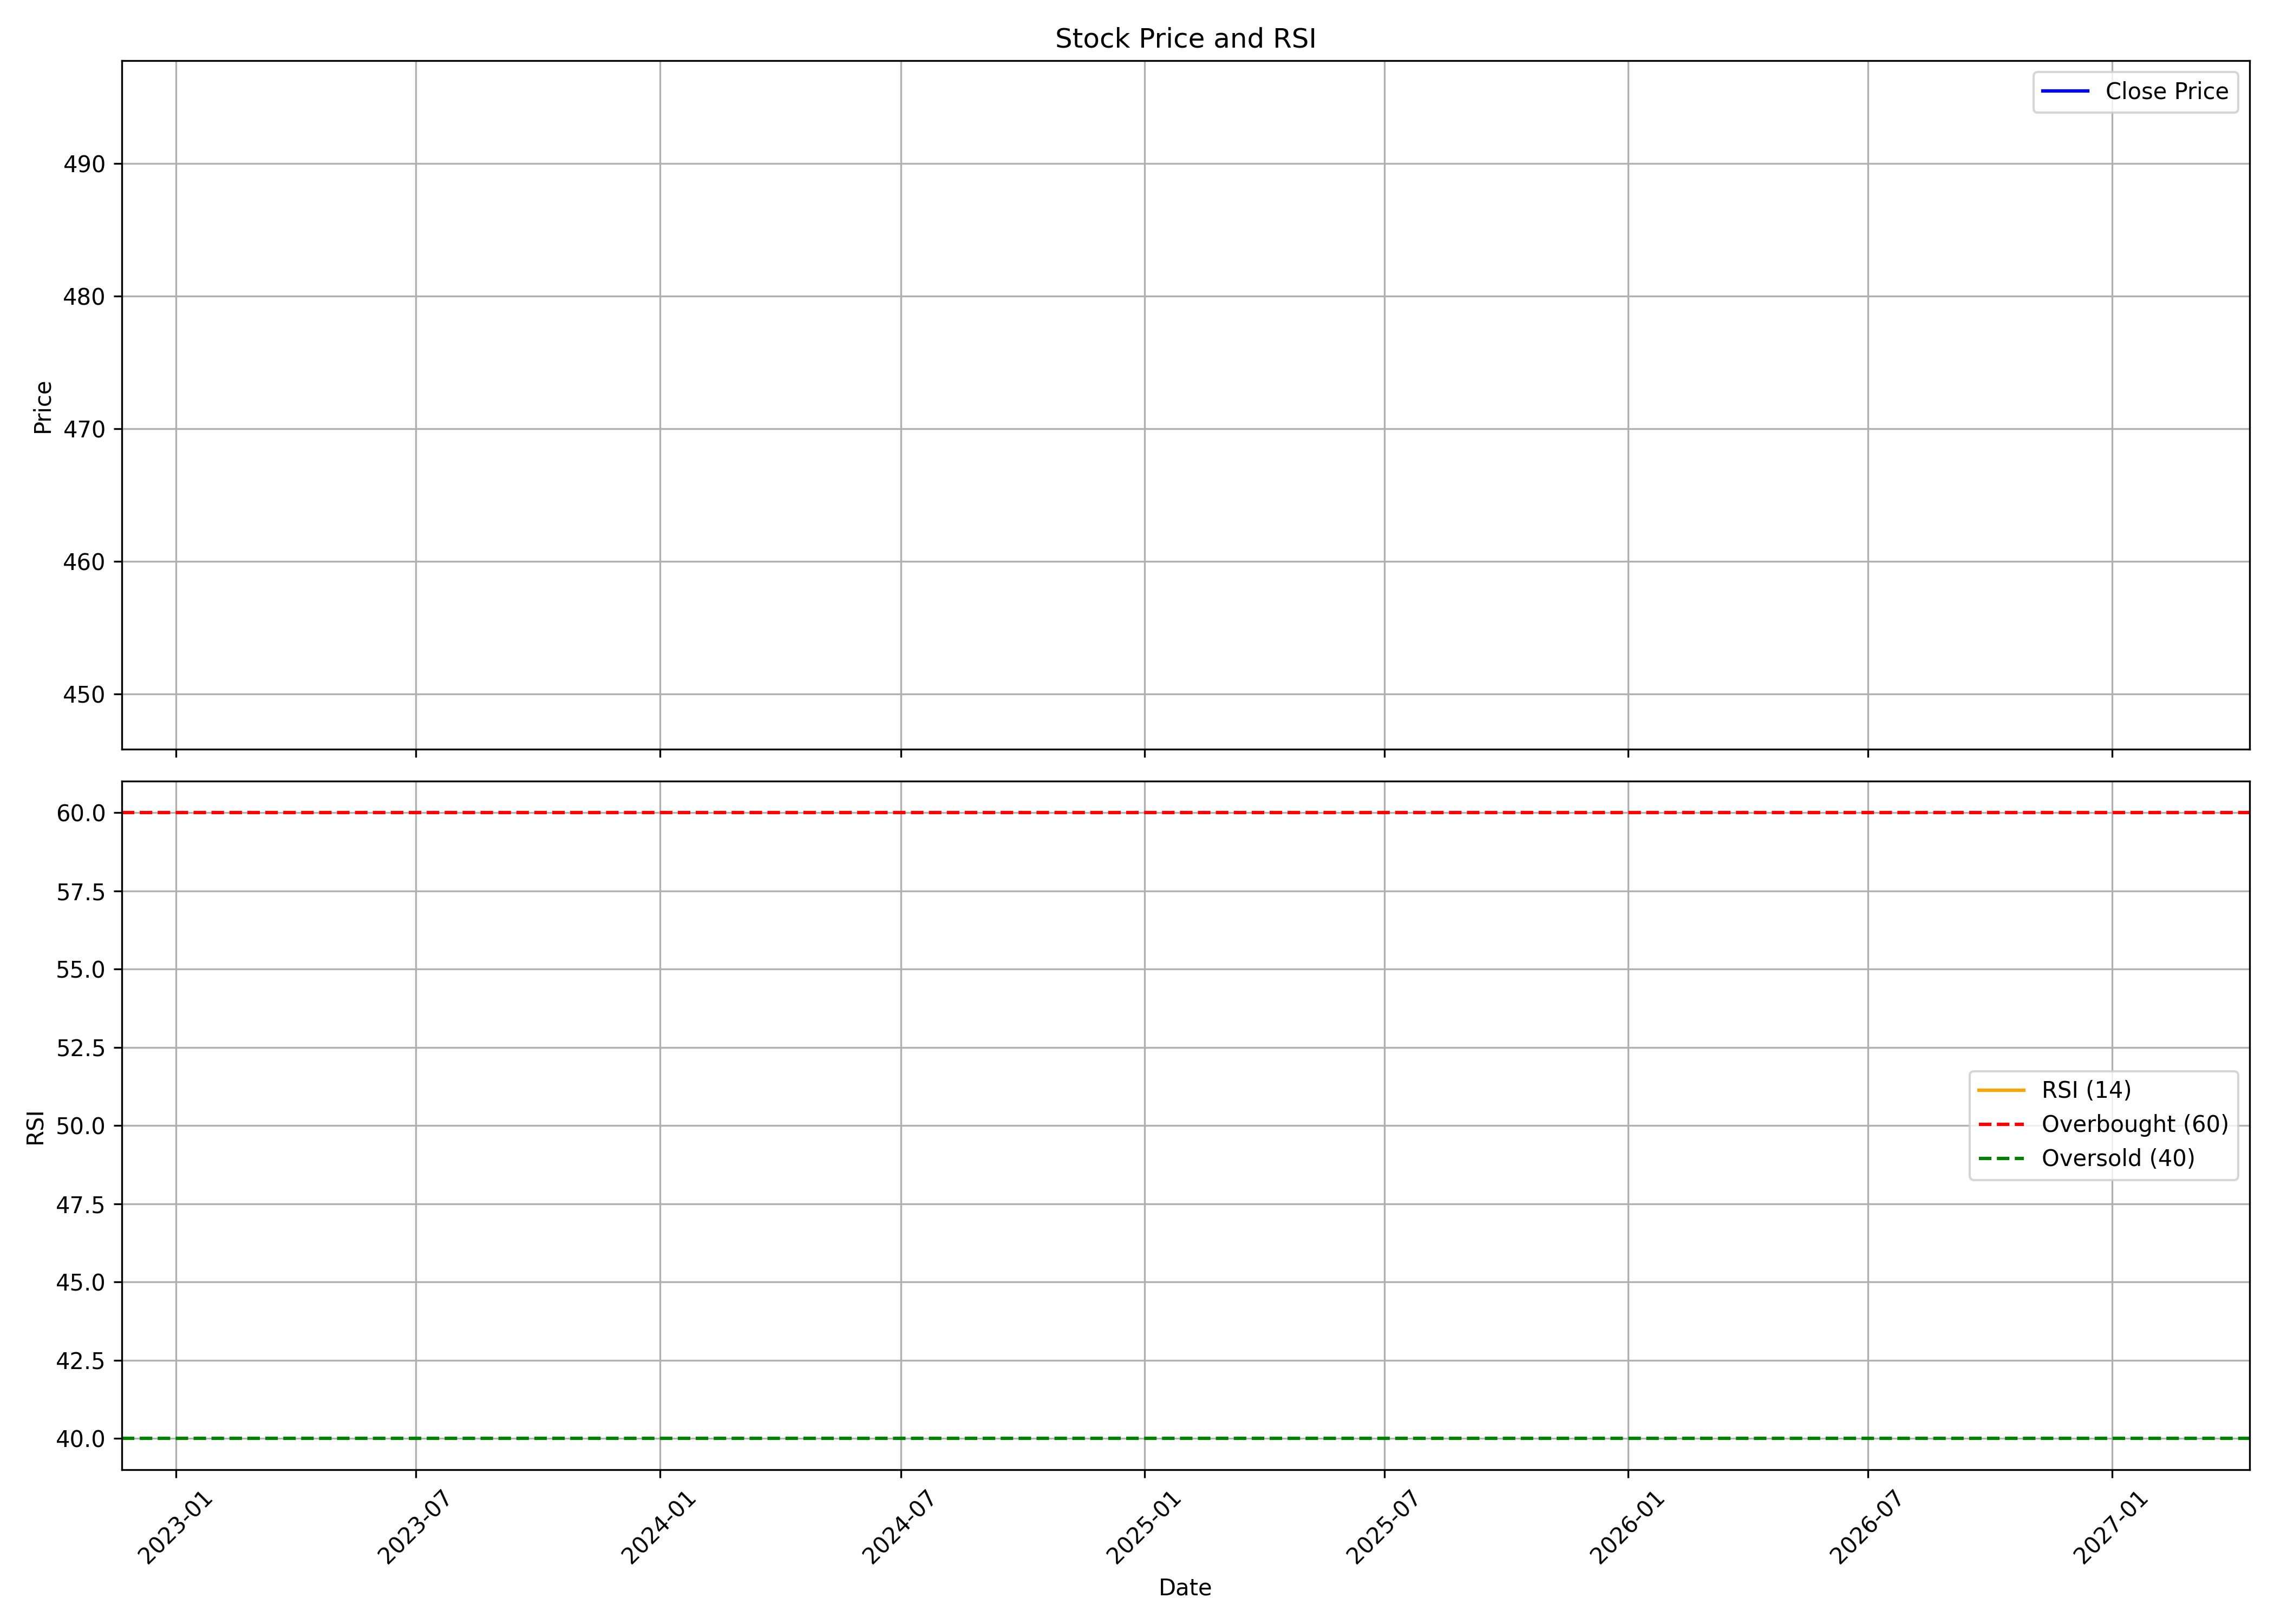 Stock Price and RSI
Close Price
490
480
470
460
450
Price
60.0
57.5
55.0
52.5
50.0
47.5
45.0
42.5
40.0
RSI
RSI (14)
Overbought (60)
Oversold (40)
2023-01
2023-07
2024-01
2024-07
2025-01
2025-07
2026-01
2026-07
2027-01
Date